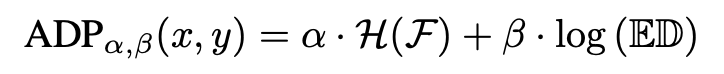 ADP_{α,β}(x, y) = α · ℋ(ℱ) + β · log (𝔼𝔻)